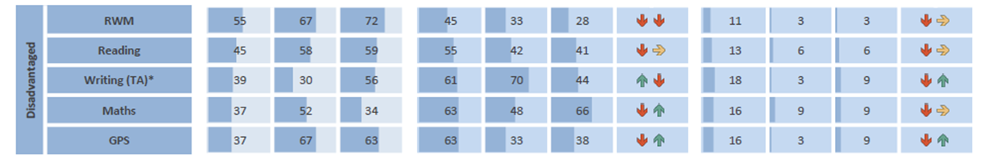 Disadvantaged
RWM 55 67 72 45 33 28 11 3 3
Reading 45 58 59 55 42 41 13 6 6
Writing (TA)* 39 30 56 61 70 44 18 3 9
Maths 37 52 34 63 48 66 16 9 9
GPS 37 67 63 63 33 38 16 3 9